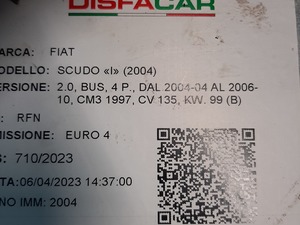 DISFACAR
ARCA: FIAT
ODELLO: SCUDO «I» (2004)
ERSIONE: 2.0, BUS, 4 P., DAL 2004-04 AL 2006-
10, CM3 1997, CV 135, KW. 99 (B)
: RFN
MISSIONE: EURO 4
S: 710/2023
TA:06/04/2023 14:37:00
NO IMM: 2004